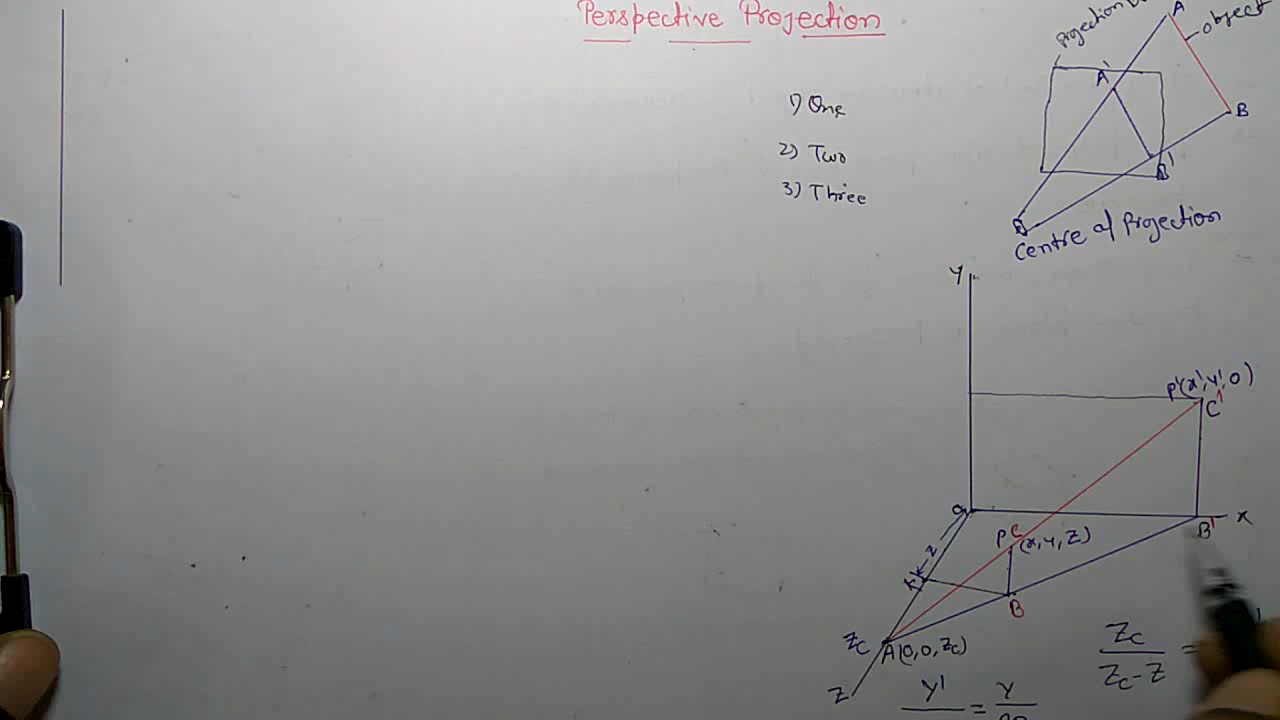 Perspective Projection
1) One
2) Two
3) Three
Projection
A
object
A'
B
B'
Centre of Projection
Y
P'(x', y', 0)
C'
O
X
B'
P C
(x, y, z)
z
B
Zc
A(0, 0, Zc)
Z
Zc
=
Zc - Z
Y'
=
Y